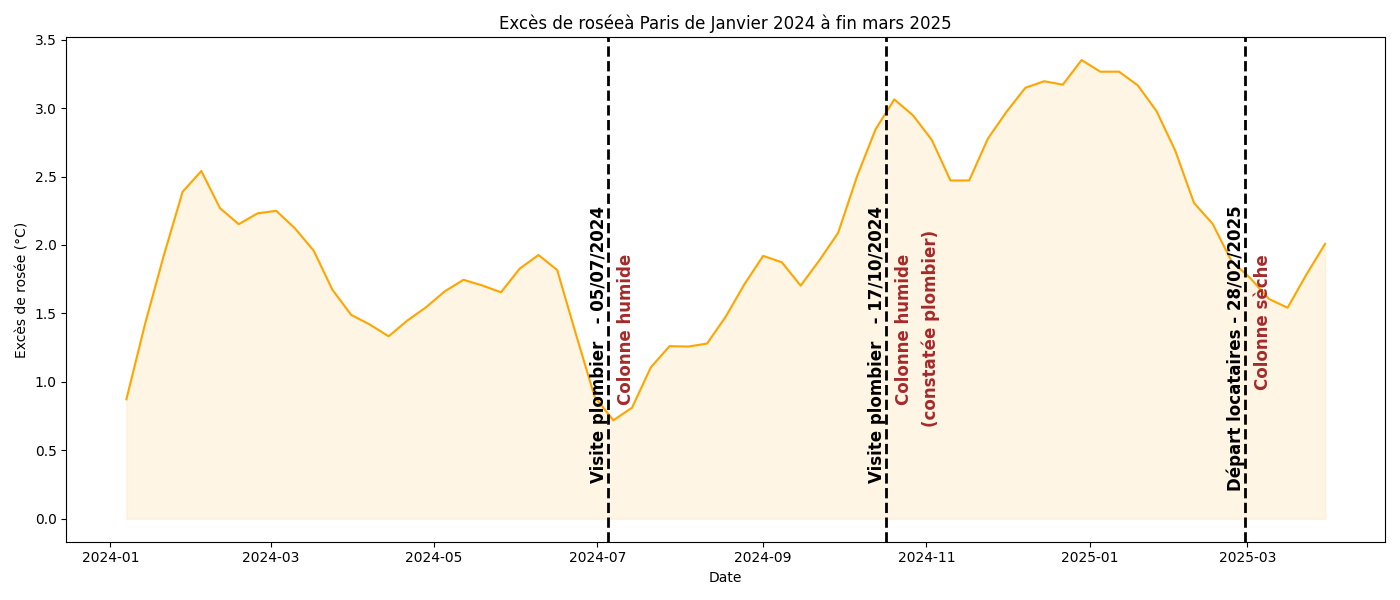 Excès de roséeà Paris de Janvier 2024 à fin mars 2025
Excès de rosée (°C)
3.5
3.0
2.5
2.0
1.5
1.0
0.5
0.0
Visite plombier - 05/07/2024
Colonne humide
Visite plombier - 17/10/2024
Colonne humide
(constatée plombier)
Départ locataires - 28/02/2025
Colonne sèche
2024-01
2024-03
2024-05
2024-07
2024-09
2024-11
2025-01
2025-03
Date